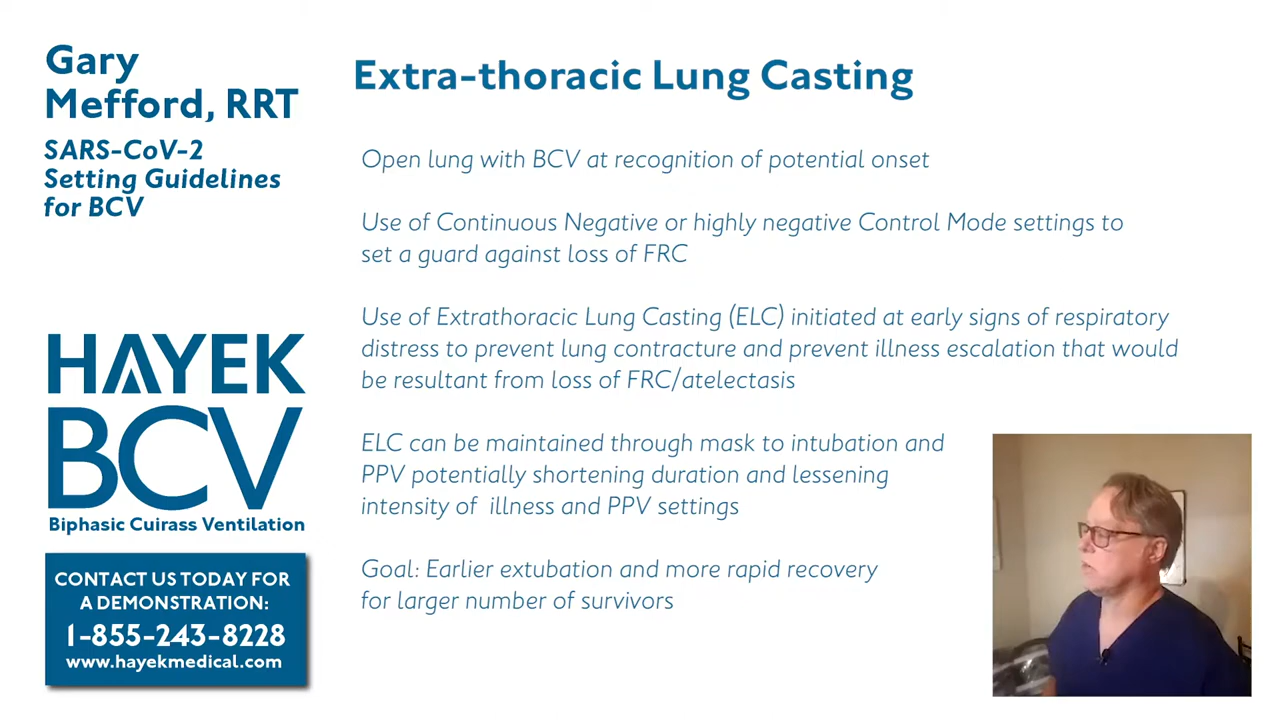 Gary
Mefford, RRT
SARS-CoV-2
Setting Guidelines
for BCV
HAYEK
BCV
Biphasic Cuirass Ventilation
CONTACT US TODAY FOR
A DEMONSTRATION:
1-855-243-8228
www.hayekmedical.com
Extra-thoracic Lung Casting
Open lung with BCV at recognition of potential onset
Use of Continuous Negative or highly negative Control Mode settings to
set a guard against loss of FRC
Use of Extrathoracic Lung Casting (ELC) initiated at early signs of respiratory
distress to prevent lung contracture and prevent illness escalation that would
be resultant from loss of FRC/atelectasis
ELC can be maintained through mask to intubation and
PPV potentially shortening duration and lessening
intensity of illness and PPV settings
Goal: Earlier extubation and more rapid recovery
for larger number of survivors